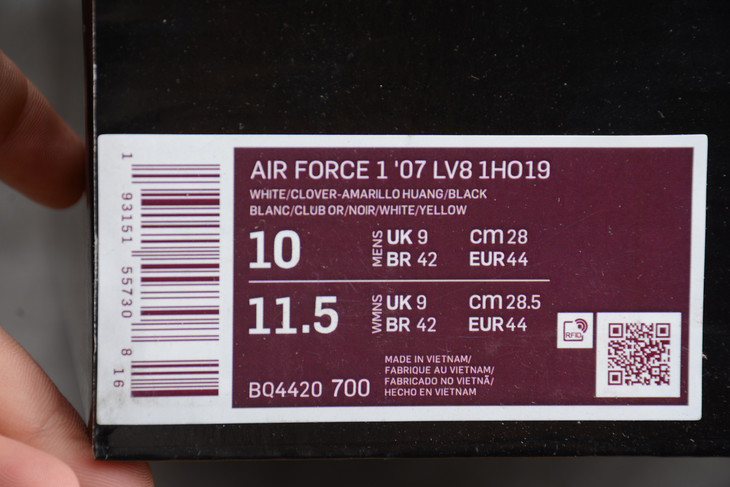 1 93151 55730 8 16
AIR FORCE 1 '07 LV8 1HO19
WHITE/CLOVER-AMARILLO HUANG/BLACK
BLANC/CLUB OR/NOIR/WHITE/YELLOW
10 MENS UK 9 CM 28
BR 42 EUR 44
11.5 WMNS UK 9 CM 28.5
BR 42 EUR 44
RFID
BQ4420 700
MADE IN VIETNAM/
FABRIQUE AU VIETNAM/
FABRICADO NO VIETNÃ/
HECHO EN VIETNAM